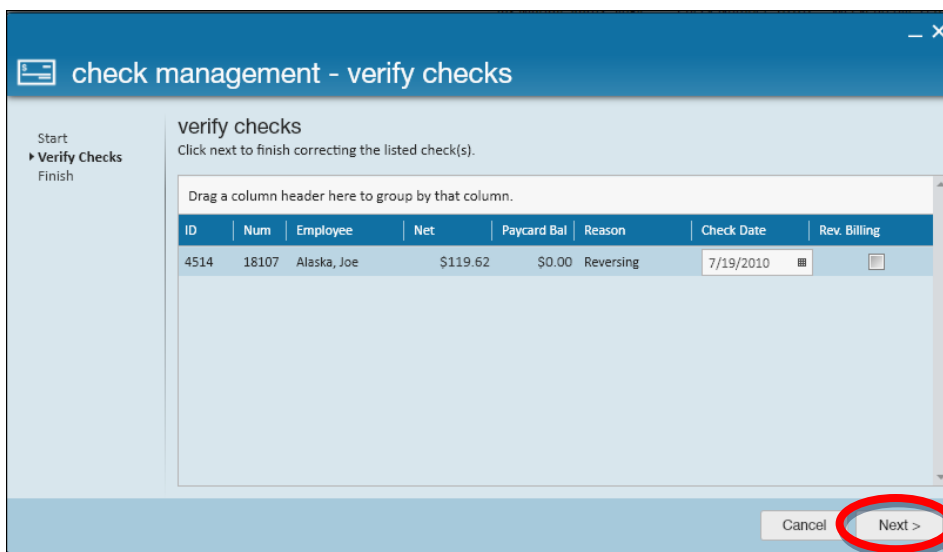 check management - verify checks
Start
Verify Checks
Finish
verify checks
Click next to finish correcting the listed check(s).
Drag a column header here to group by that column.
ID Num Employee Net Paycard Bal Reason Check Date Rev. Billing
4514 18107 Alaska, Joe $119.62 $0.00 Reversing 7/19/2010
Cancel Next >